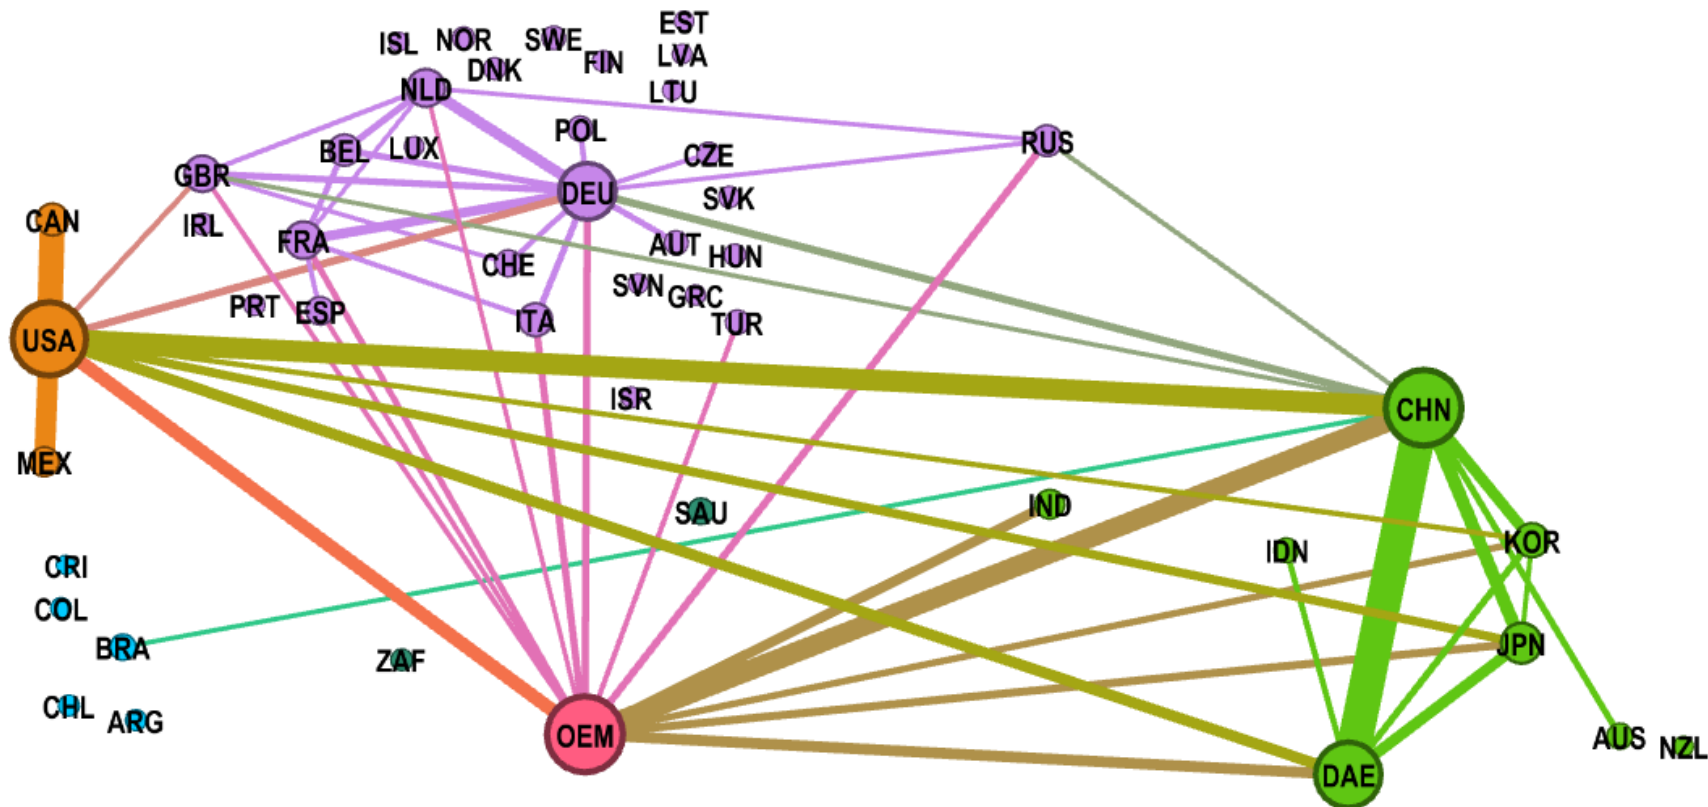 EST
ISL NOR SWE
LVA
FIN
DNK
NLD
LTU
POL
RUS
BEL LUX
CZE
GBR
DEU
SVK
CAN
IRL
FRA
AUT
HUN
CHE
SVN
GRC
PRT ESP
ITA
TUR
USA
ISR
CHN
MEX
IND
SAU
KOR
IDN
CRI
COL
BRA
JPN
ZAF
CHL
ARG
OEM
AUS
NZL
DAE